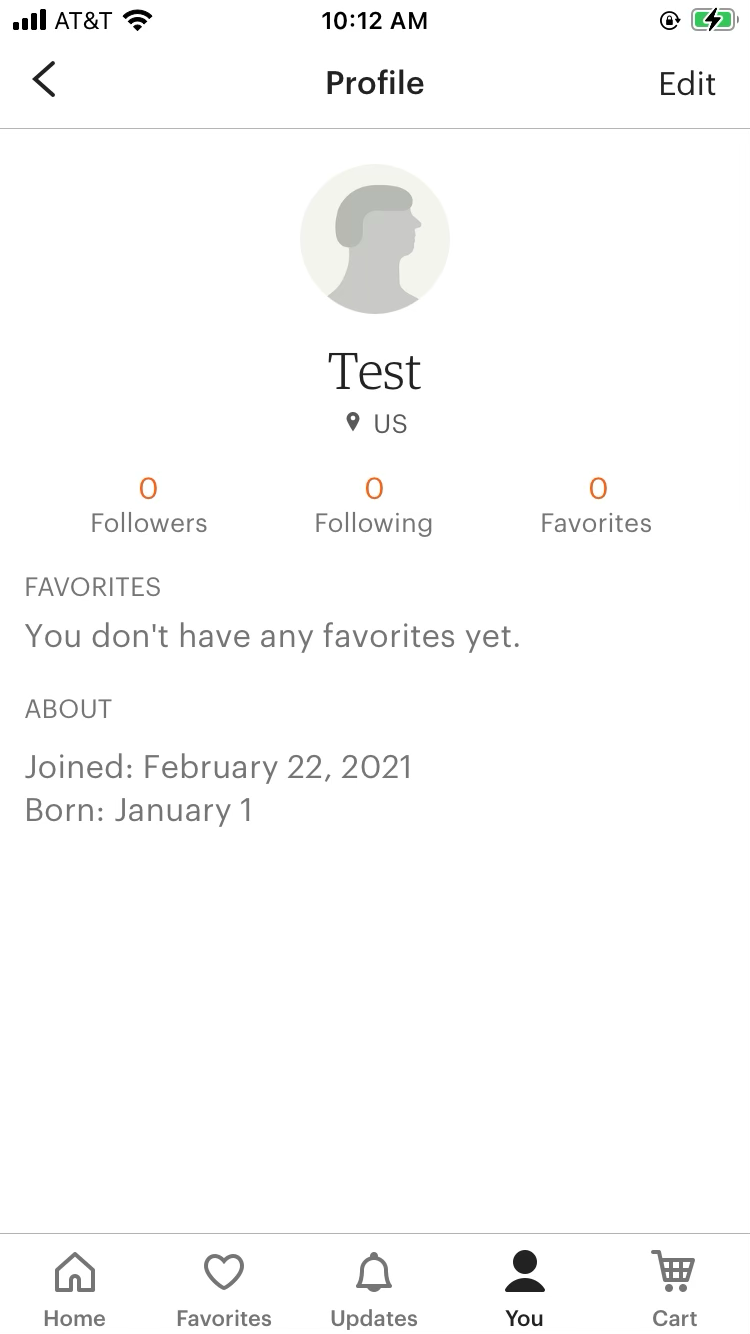 AT&T 10:12 AM
Profile Edit
Test
US
0 0 0
Followers Following Favorites
FAVORITES
You don't have any favorites yet.
ABOUT
Joined: February 22, 2021
Born: January 1
Home Favorites Updates You Cart